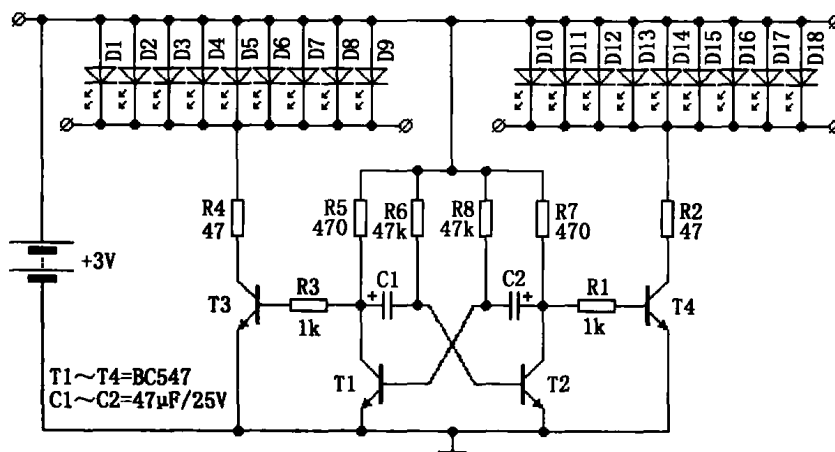 D1 D2 D3 D4 D5 D6 D7 D8 D9
D10 D11 D12 D13 D14 D15 D16 D17 D18
R4
47
R5
470
R6
47k
R8
47k
R7
470
R2
47
+3V
C1
+
C2
+
T3
R3
1k
R1
1k
T4
T1
T2
T1~T4=BC547
C1~C2=47μF/25V